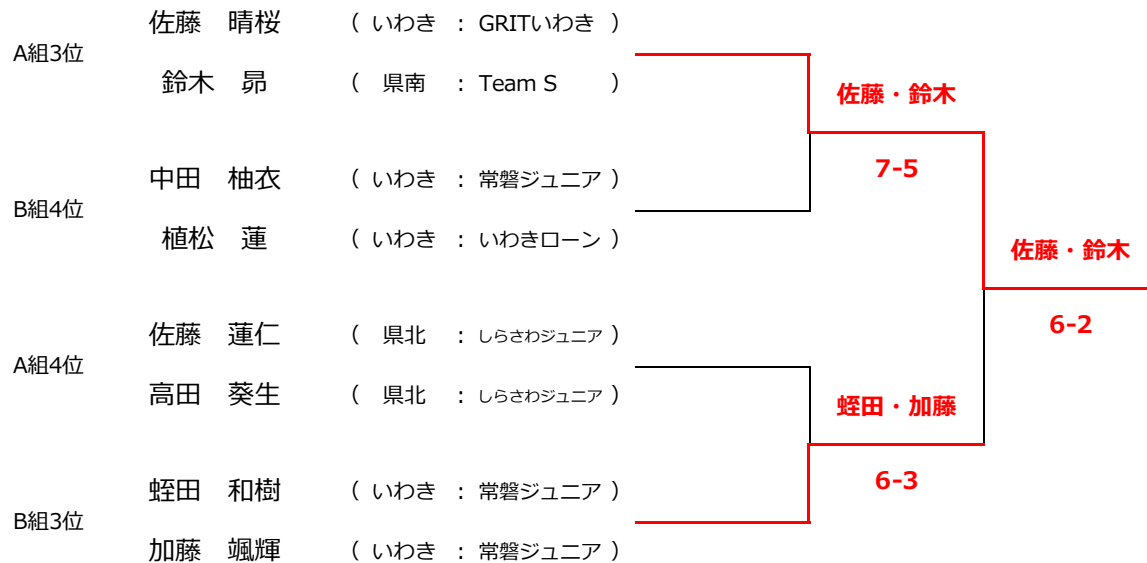 佐藤　晴桜 （ いわき ： GRITいわき ）
A組3位
鈴木　昴 （ 県南 ： Team S ）
佐藤・鈴木
7-5
中田　柚衣 （ いわき ： 常磐ジュニア ）
B組4位
植松　蓮 （ いわき ： いわきローン ）
佐藤・鈴木
6-2
佐藤　蓮仁 （ 県北 ： しらさわジュニア ）
A組4位
高田　葵生 （ 県北 ： しらさわジュニア ）
蛭田・加藤
6-3
蛭田　和樹 （ いわき ： 常磐ジュニア ）
B組3位
加藤　颯輝 （ いわき ： 常磐ジュニア ）